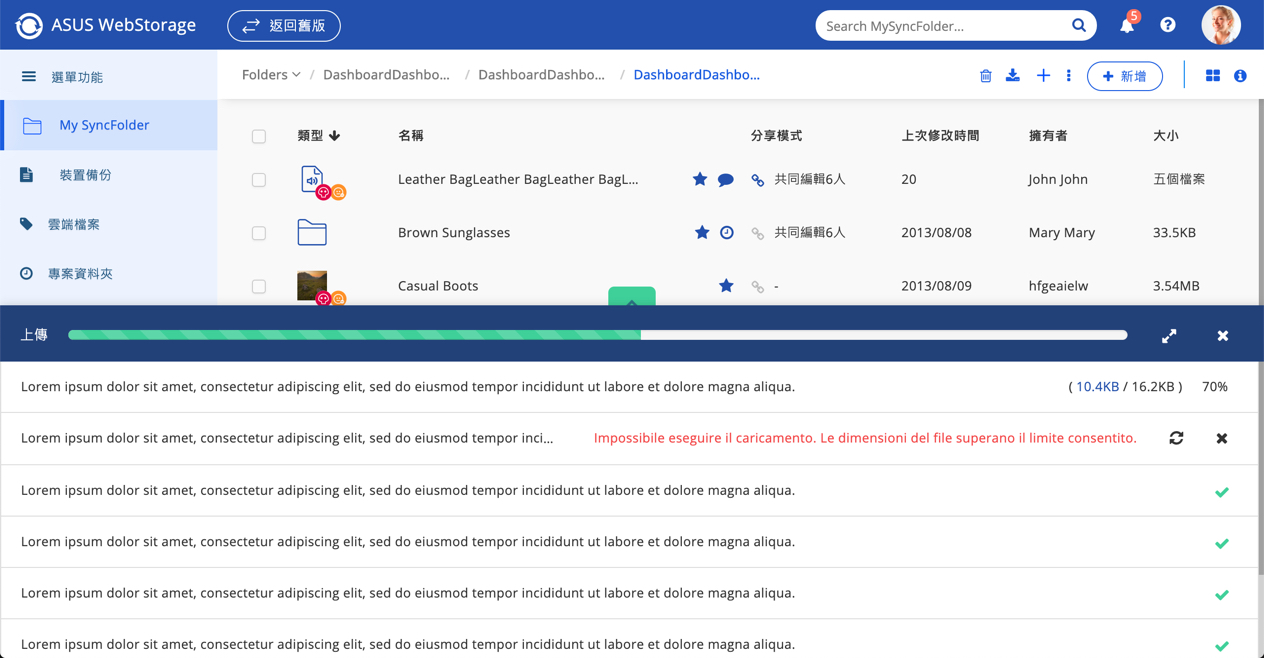 ASUS WebStorage 返回舊版 Search MySyncFolder... 5
選單功能 Folders / DashboardDashbo... / DashboardDashbo... / DashboardDashbo... 新增
My SyncFolder
裝置備份
雲端檔案
專案資料夾
類型 名稱 分享模式 上次修改時間 擁有者 大小
Leather BagLeather BagLeather BagL... 共同編輯6人 20 John John 五個檔案
Brown Sunglasses 共同編輯6人 2013/08/08 Mary Mary 33.5KB
Casual Boots - 2013/08/09 hfgeaielw 3.54MB
上傳
Lorem ipsum dolor sit amet, consectetur adipiscing elit, sed do eiusmod tempor incididunt ut labore et dolore magna aliqua. ( 10.4KB / 16.2KB ) 70%
Lorem ipsum dolor sit amet, consectetur adipiscing elit, sed do eiusmod tempor inci... Impossibile eseguire il caricamento. Le dimensioni del file superano il limite consentito.
Lorem ipsum dolor sit amet, consectetur adipiscing elit, sed do eiusmod tempor incididunt ut labore et dolore magna aliqua.
Lorem ipsum dolor sit amet, consectetur adipiscing elit, sed do eiusmod tempor incididunt ut labore et dolore magna aliqua.
Lorem ipsum dolor sit amet, consectetur adipiscing elit, sed do eiusmod tempor incididunt ut labore et dolore magna aliqua.
Lorem ipsum dolor sit amet, consectetur adipiscing elit, sed do eiusmod tempor incididunt ut labore et dolore magna aliqua.